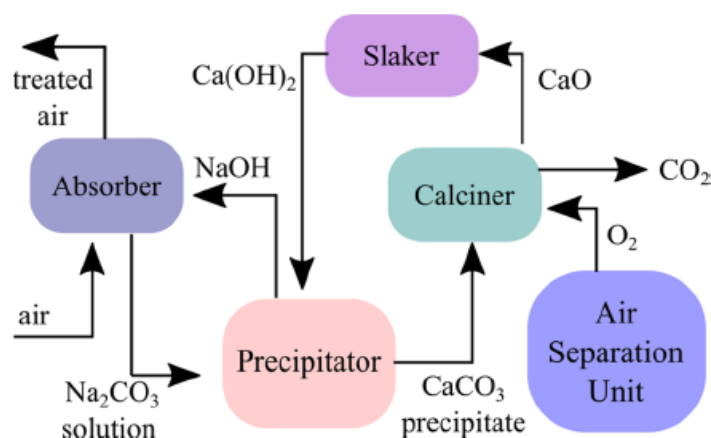 treated
air
Ca(OH)₂
Slaker
CaO
Absorber
NaOH
Calciner
CO₂
O₂
air
Precipitator
Air
Separation
Unit
Na₂CO₃
solution
CaCO₃
precipitate